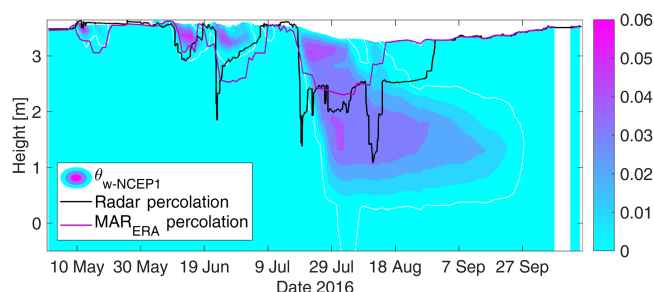 0.06
0.05
0.04
0.03
0.02
0.01
0
3
2
1
0
Height [m]
θw-NCEP1
Radar percolation
MARERA percolation
10 May 30 May 19 Jun 9 Jul 29 Jul 18 Aug 7 Sep 27 Sep
Date 2016